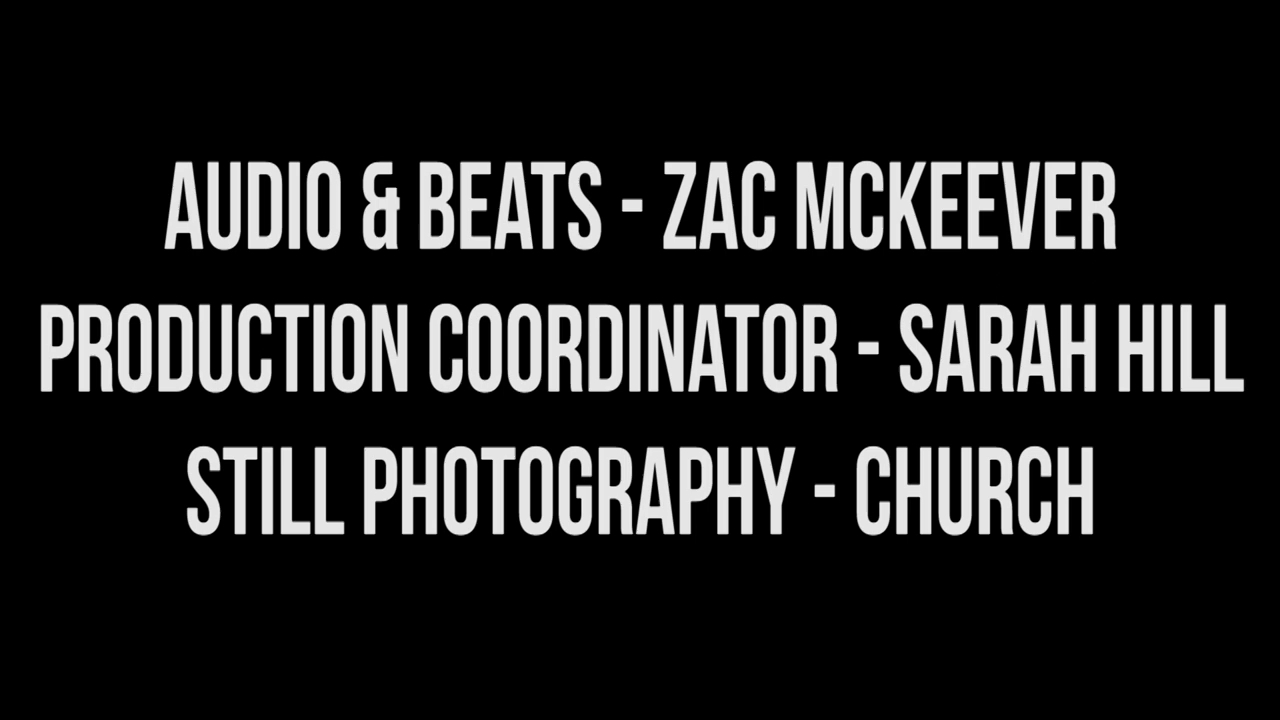 AUDIO & BEATS - ZAC MCKEEVER
PRODUCTION COORDINATOR - SARAH HILL
STILL PHOTOGRAPHY - CHURCH